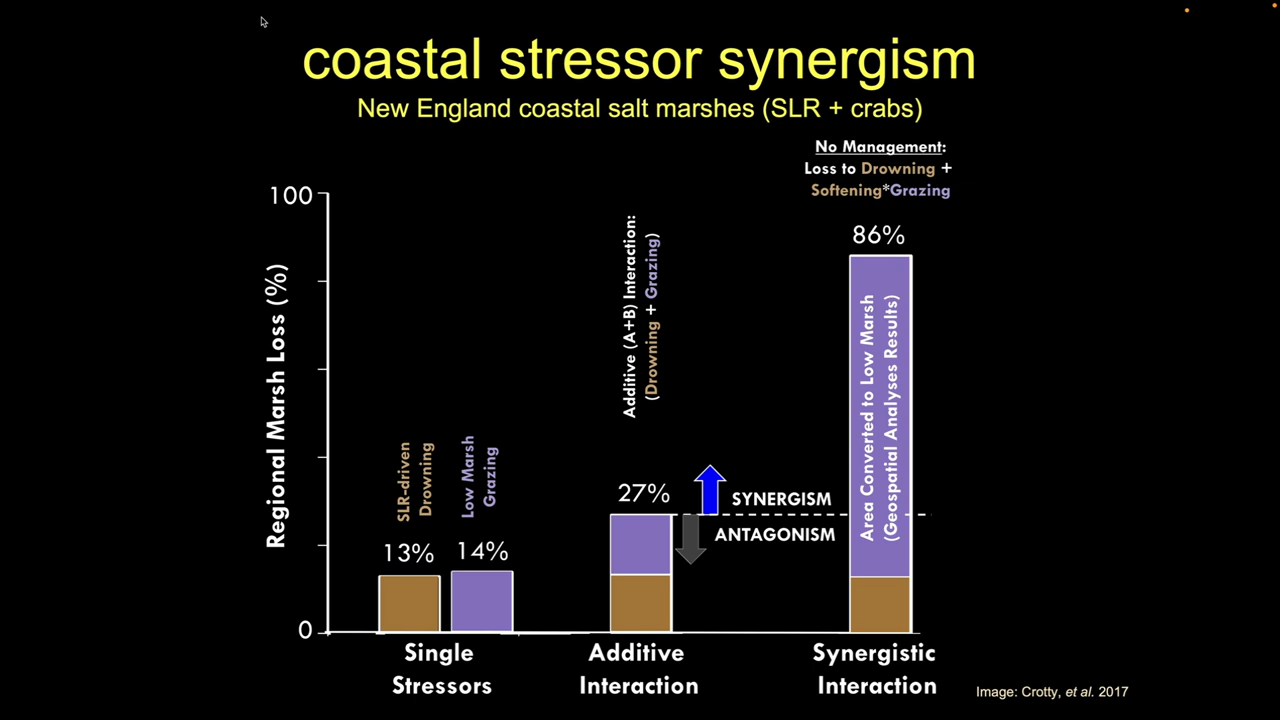 coastal stressor synergism
New England coastal salt marshes (SLR + crabs)
No Management:
Loss to Drowning +
Softening*Grazing
100
0
Regional Marsh Loss (%)
SLR-driven
Drowning
13%
Low Marsh
Grazing
14%
Additive (A+B) Interaction:
(Drowning + Grazing)
27%
SYNERGISM
ANTAGONISM
86%
Area Converted to Low Marsh
(Geospatial Analyses Results)
Single
Stressors
Additive
Interaction
Synergistic
Interaction
Image: Crotty, et al. 2017